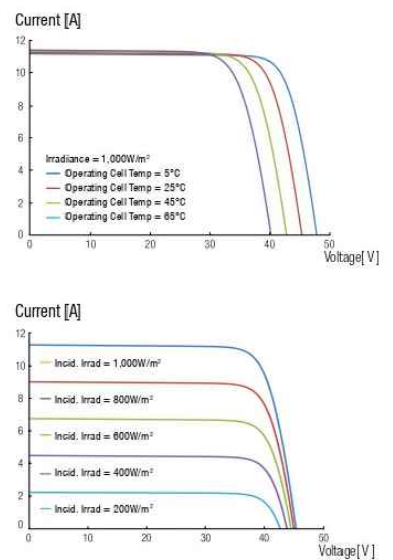 Current [A]
12
10
8
6
4
2
0
Irradiance = 1,000W/m²
Operating Cell Temp = 5°C
Operating Cell Temp = 25°C
Operating Cell Temp = 45°C
Operating Cell Temp = 65°C
0 10 20 30 40 50
Voltage[ V ]
Current [A]
12
10
8
6
4
2
0
Incid. Irrad = 1,000W/m²
Incid. Irrad = 800W/m²
Incid. Irrad = 600W/m²
Incid. Irrad = 400W/m²
Incid. Irrad = 200W/m²
0 10 20 30 40 50
Voltage[ V ]